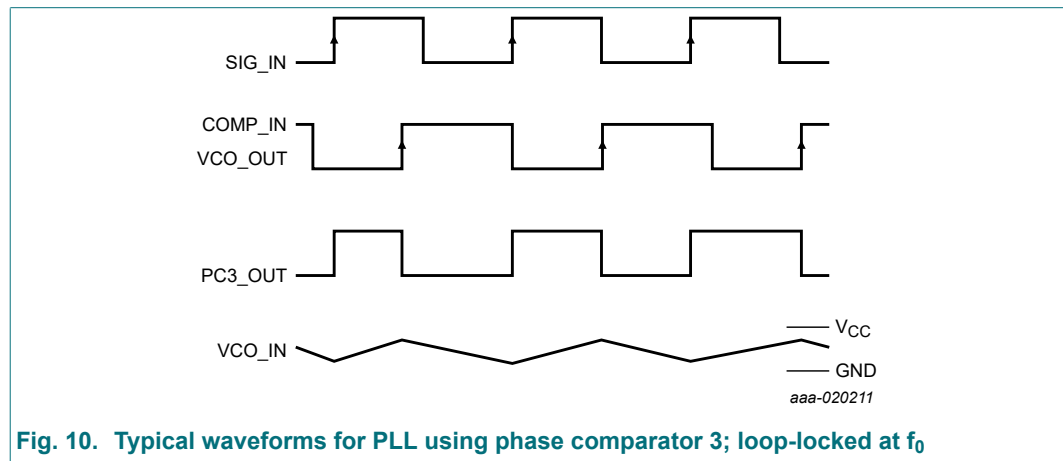 SIG_IN
COMP_IN
VCO_OUT
PC3_OUT
VCO_IN
VCC
GND
aaa-020211
Fig. 10. Typical waveforms for PLL using phase comparator 3; loop-locked at f0